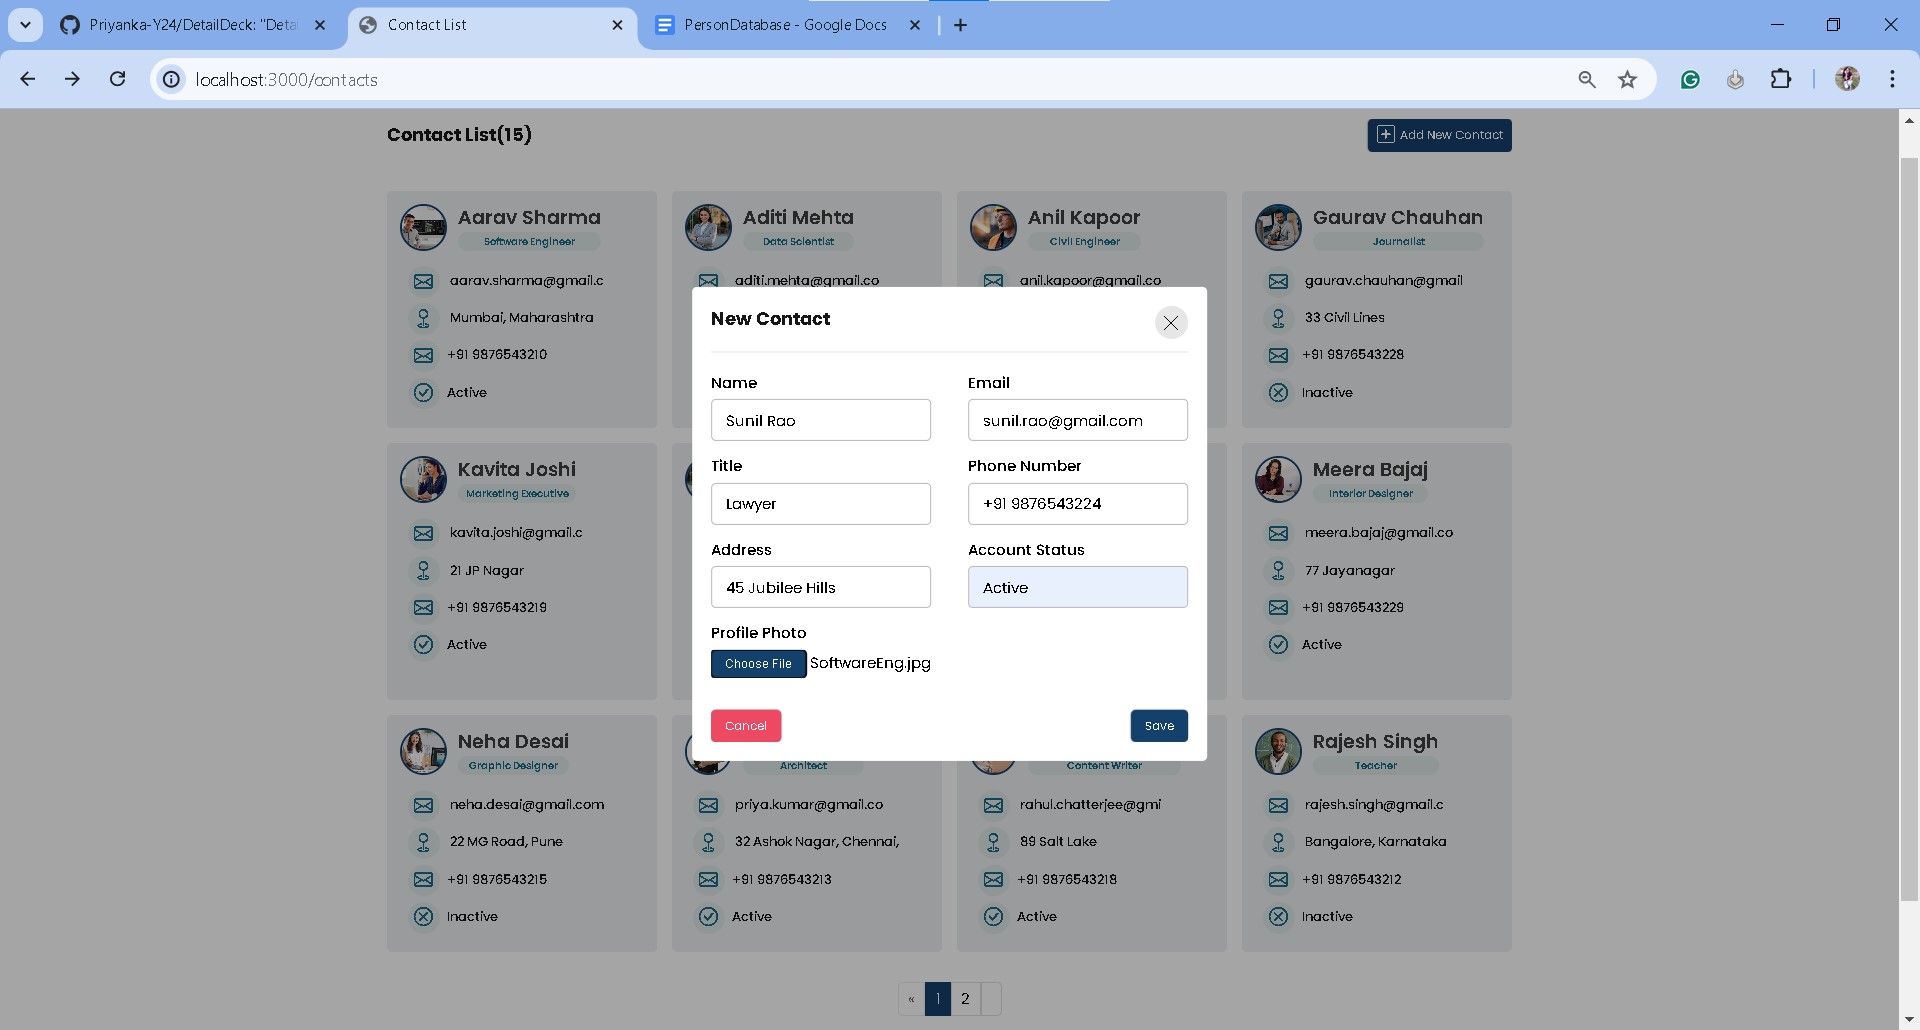 Priyanka-Y24/DetailDeck: "Deta
Contact List
PersonDatabase - Google Docs
localhost:3000/contacts
Contact List(15)
Add New Contact
Aarav Sharma
Software Engineer
aarav.sharma@gmail.c
Mumbai, Maharashtra
+91 9876543210
Active
Aditi Mehta
Data Scientist
aditi.mehta@gmail.co
Anil Kapoor
Civil Engineer
anil.kapoor@gmail.co
Gaurav Chauhan
Journalist
gaurav.chauhan@gmail
33 Civil Lines
+91 9876543228
Inactive
New Contact
Name
Sunil Rao
Email
sunil.rao@gmail.com
Title
Lawyer
Phone Number
+91 9876543224
Address
45 Jubilee Hills
Account Status
Active
Profile Photo
Choose File SoftwareEng.jpg
Cancel
Save
Kavita Joshi
Marketing Executive
kavita.joshi@gmail.c
21 JP Nagar
+91 9876543219
Active
Meera Bajaj
Interior Designer
meera.bajaj@gmail.co
77 Jayanagar
+91 9876543229
Active
Neha Desai
Graphic Designer
neha.desai@gmail.com
22 MG Road, Pune
+91 9876543215
Inactive
Architect
priya.kumar@gmail.co
32 Ashok Nagar, Chennai,
+91 9876543213
Active
Content Writer
rahul.chatterjee@gmi
89 Salt Lake
+91 9876543218
Active
Rajesh Singh
Teacher
rajesh.singh@gmail.c
Bangalore, Karnataka
+91 9876543212
Inactive
« 1 2